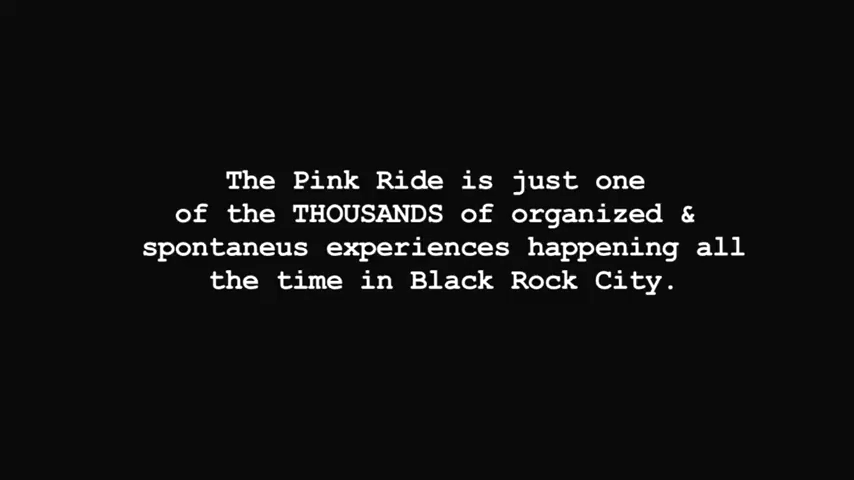 The Pink Ride is just one
of the THOUSANDS of organized &
spontaneus experiences happening all
the time in Black Rock City.